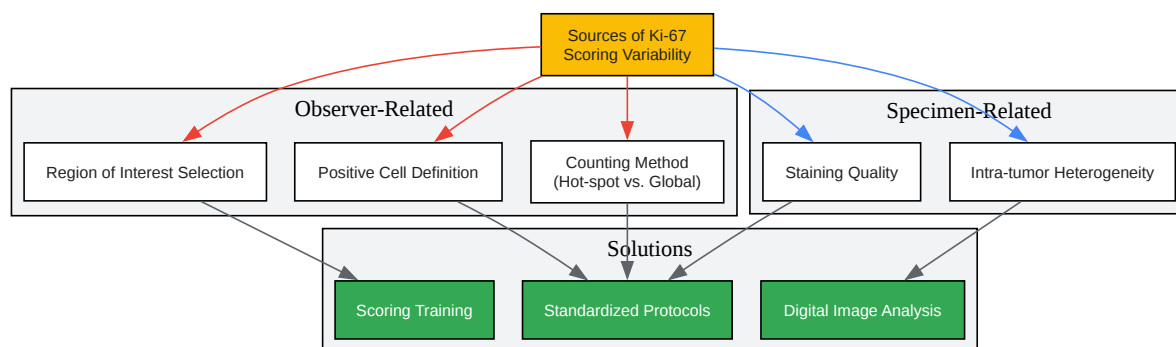 Sources of Ki-67
Scoring Variability
Observer-Related
Specimen-Related
Region of Interest Selection
Positive Cell Definition
Counting Method
(Hot-spot vs. Global)
Staining Quality
Intra-tumor Heterogeneity
Solutions
Scoring Training
Standardized Protocols
Digital Image Analysis